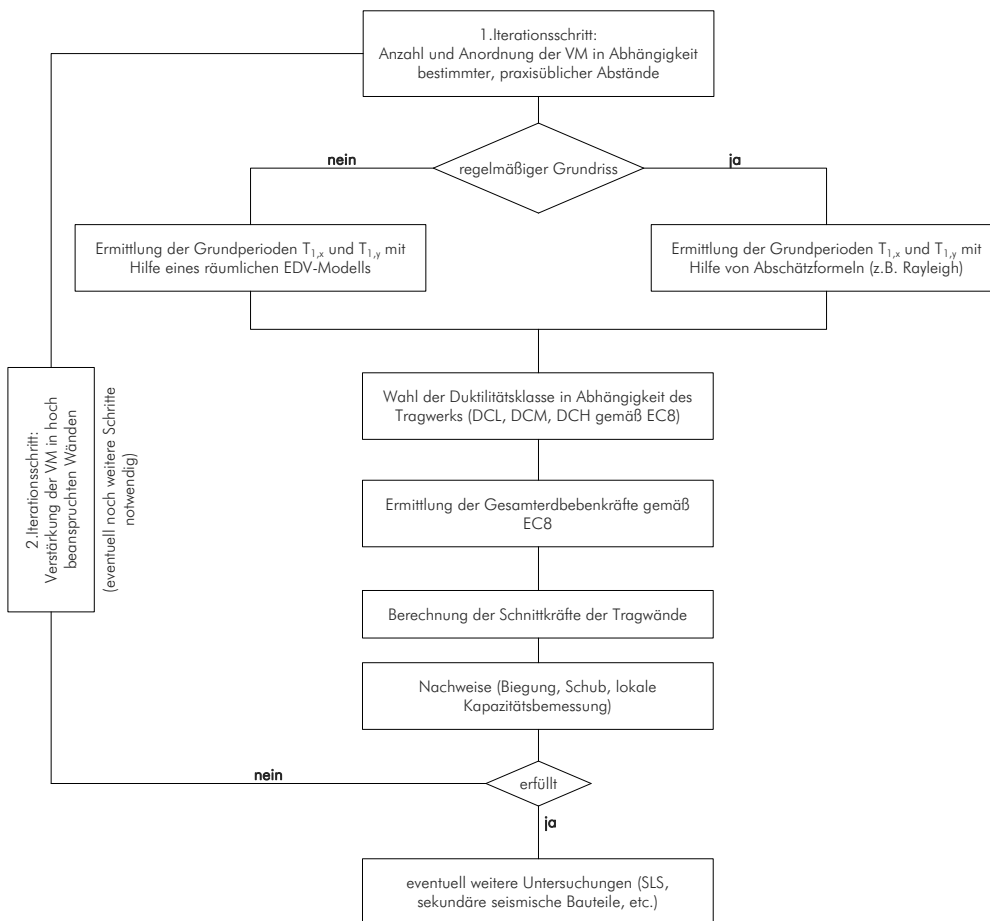 1.Iterationsschritt:
Anzahl und Anordnung der VM in Abhängigkeit
bestimmter, praxisüblicher Abstände
nein
regelmäßiger Grundriss
ja
Ermittlung der Grundperioden T1,x und T1,y mit
Hilfe eines räumlichen EDV-Modells
Ermittlung der Grundperioden T1,x und T1,y mit
Hilfe von Abschätzformeln (z.B. Rayleigh)
2.Iterationsschritt:
Verstärkung der VM in hoch
beanspruchten Wänden
(eventuell noch weitere Schritte
notwendig)
Wahl der Duktilitätsklasse in Abhängigkeit des
Tragwerks (DCL, DCM, DCH gemäß EC8)
Ermittlung der Gesamterdbebenkräfte gemäß
EC8
Berechnung der Schnittkräfte der Tragwände
Nachweise (Biegung, Schub, lokale
Kapazitätsbemessung)
nein
erfüllt
ja
eventuell weitere Untersuchungen (SLS,
sekundäre seismische Bauteile, etc.)